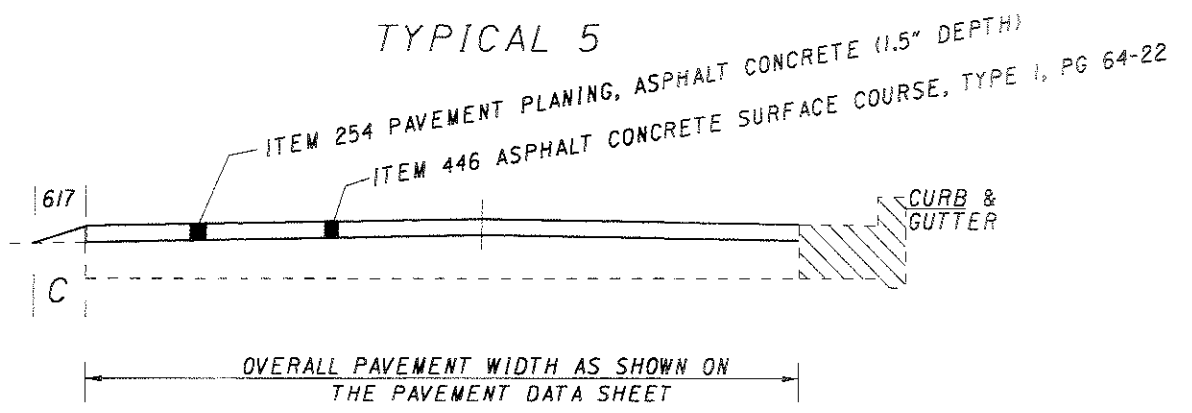 TYPICAL 5
ITEM 254 PAVEMENT PLANING, ASPHALT CONCRETE (1.5" DEPTH)
ITEM 446 ASPHALT CONCRETE SURFACE COURSE, TYPE 1, PG 64-22
617
CURB &
GUTTER
C
OVERALL PAVEMENT WIDTH AS SHOWN ON
THE PAVEMENT DATA SHEET